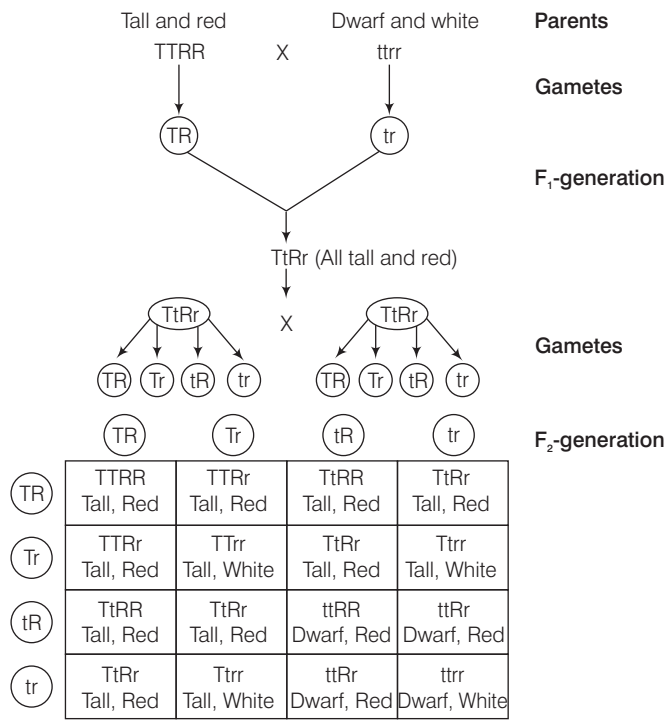 Tall and red Dwarf and white Parents
TTRR X ttrr
Gametes
TR tr
F₁-generation
TtRr (All tall and red)
TtRr X TtRr
Gametes
TR Tr tR tr TR Tr tR tr
TR Tr tR tr F₂-generation
TR TTRR TTRr TtRR TtRr
Tall, Red Tall, Red Tall, Red Tall, Red
Tr TTRr TTrr TtRr Ttrr
Tall, Red Tall, White Tall, Red Tall, White
tR TtRR TtRr ttRR ttRr
Tall, Red Tall, Red Dwarf, Red Dwarf, Red
tr TtRr Ttrr ttRr ttrr
Tall, Red Tall, White Dwarf, Red Dwarf, White